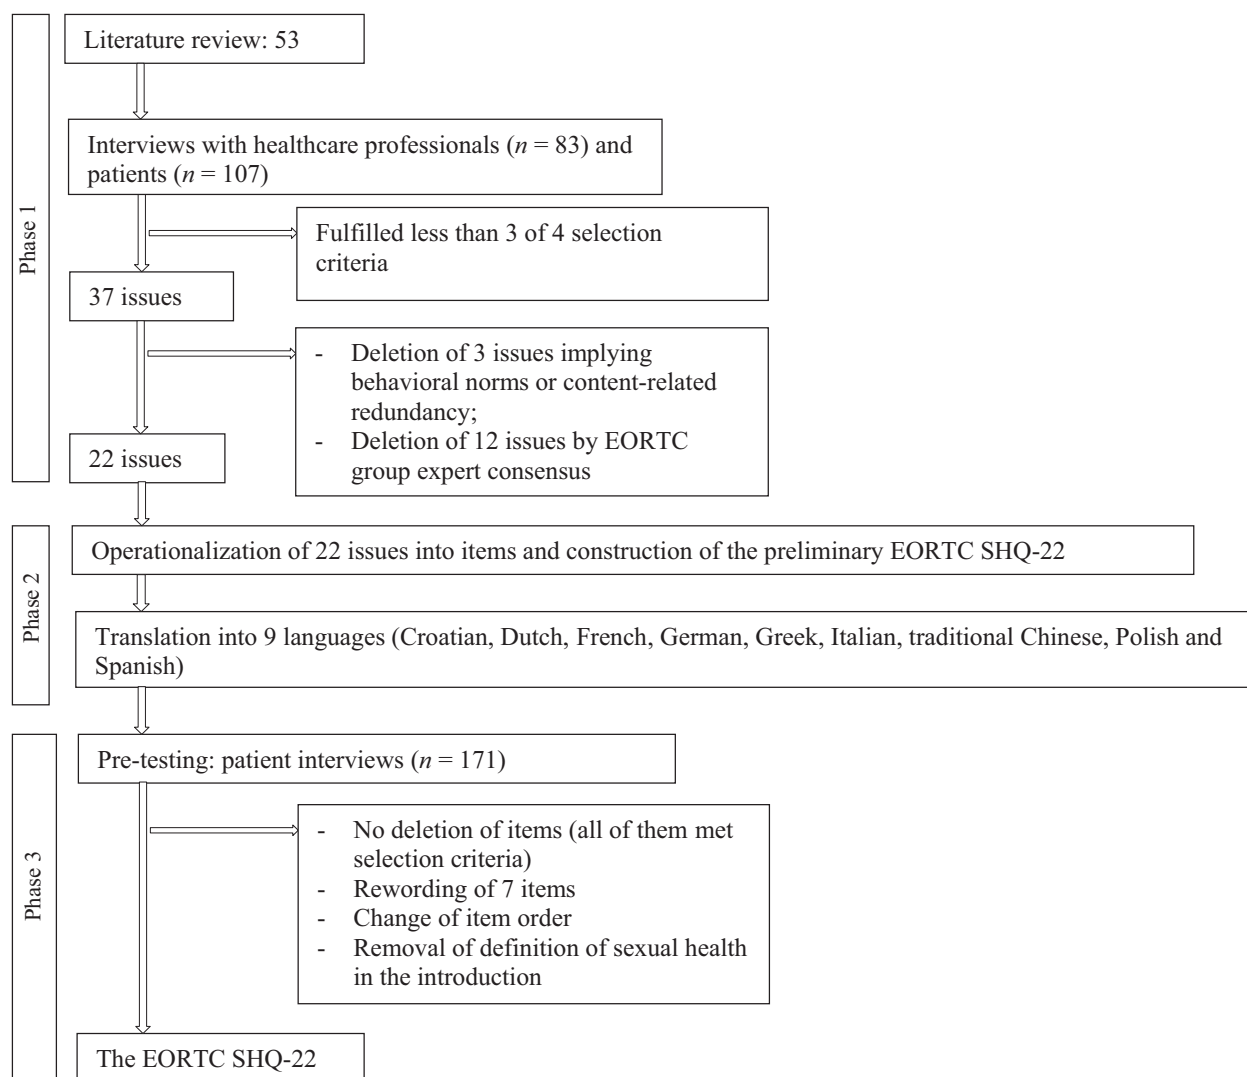 Phase 1
Literature review: 53
Interviews with healthcare professionals (n = 83) and
patients (n = 107)
Fulfilled less than 3 of 4 selection
criteria
37 issues
- Deletion of 3 issues implying
behavioral norms or content-related
redundancy;
- Deletion of 12 issues by EORTC
group expert consensus
22 issues
Phase 2
Operationalization of 22 issues into items and construction of the preliminary EORTC SHQ-22
Translation into 9 languages (Croatian, Dutch, French, German, Greek, Italian, traditional Chinese, Polish and
Spanish)
Phase 3
Pre-testing: patient interviews (n = 171)
- No deletion of items (all of them met
selection criteria)
- Rewording of 7 items
- Change of item order
- Removal of definition of sexual health
in the introduction
The EORTC SHQ-22